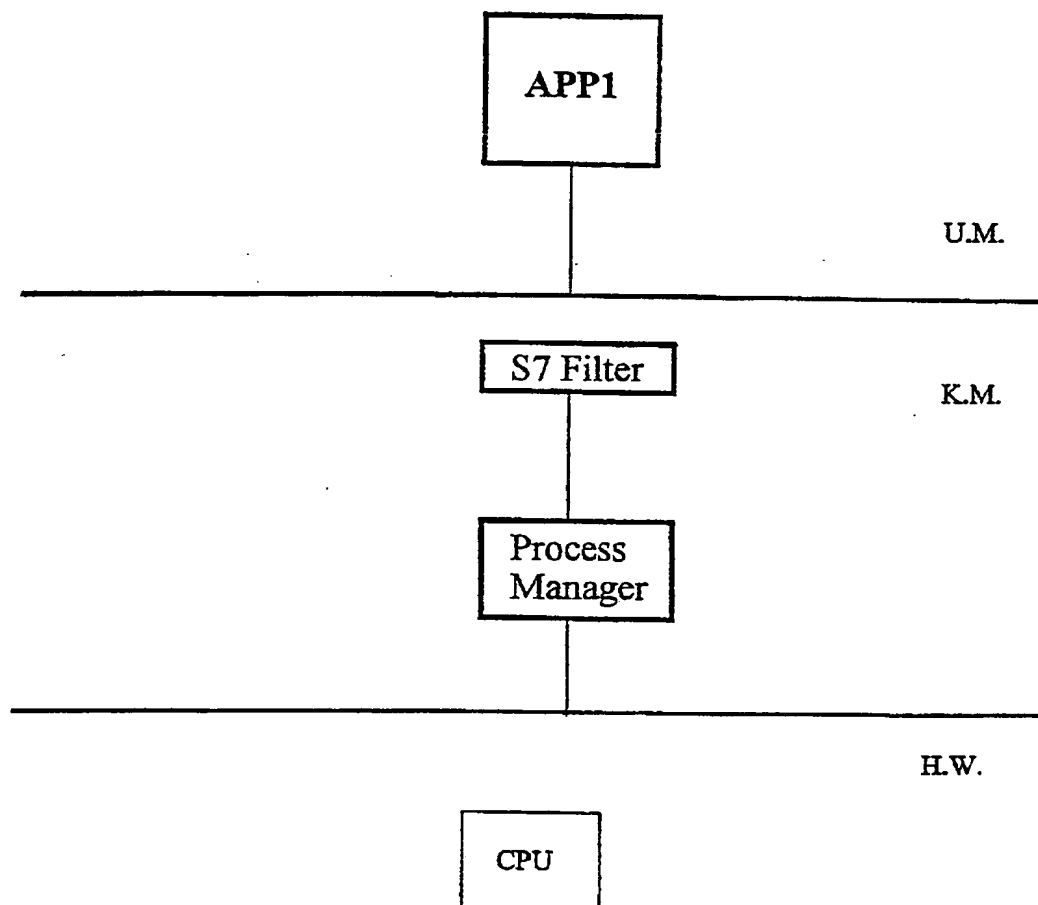 APP1
U.M.
S7 Filter
K.M.
Process
Manager
H.W.
CPU